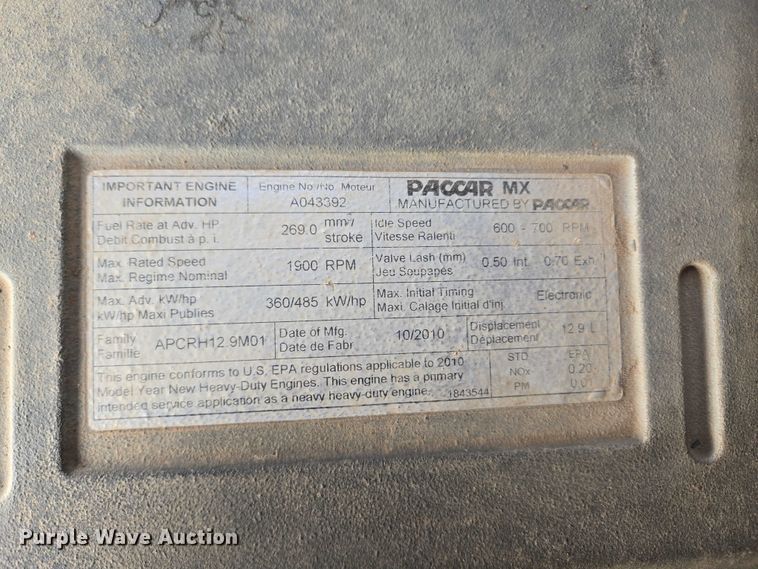 IMPORTANT ENGINE INFORMATION
Engine No./No. Moteur
A043392
PACCAR MX
MANUFACTURED BY PACCAR
Fuel Rate at Adv. HP
Debit Combust à p. i.
269.0 mm³/stroke
Idle Speed
Vitesse Ralenti
600 - 700 RPM
Max. Rated Speed
Max. Regime Nominal
1900 RPM
Valve Lash (mm)
Jeu Soupapes
0.50 Int. 0.70 Exh
Max. Adv. kW/hp
kW/hp Maxi Publies
360/485 kW/hp
Max. Initial Timing
Maxi. Calage Initial d'inj
Electronic
Family
Famille
APCRH12.9M01
Date of Mfg.
Date de Fabr.
10/2010
Displacement
Déplacement
12.9 L
This engine conforms to U.S. EPA regulations applicable to 2010
Model Year New Heavy-Duty Engines. This engine has a primary
intended service application as a heavy heavy-duty engine.
1843544
STD EPA
NOx 0.20
PM
Purple Wave Auction